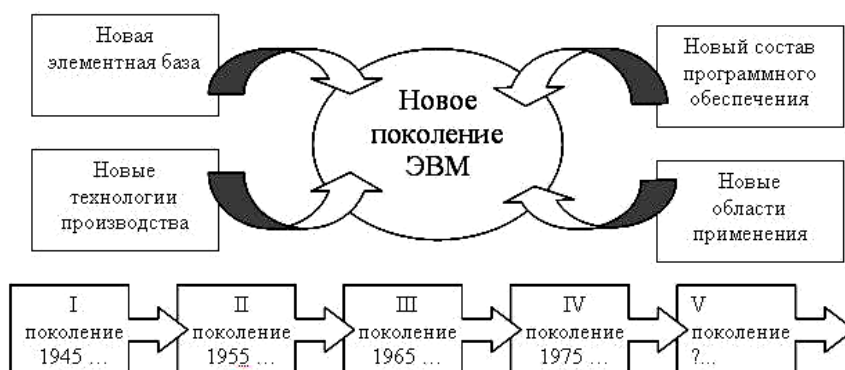 Новая
элементная база
Новые
технологии
производства
Новое
поколение
ЭВМ
Новый состав
программного
обеспечения
Новые
области
применения
I
поколение
1945 ...
II
поколение
1955 ...
III
поколение
1965 ...
IV
поколение
1975 ...
V
поколение
?...